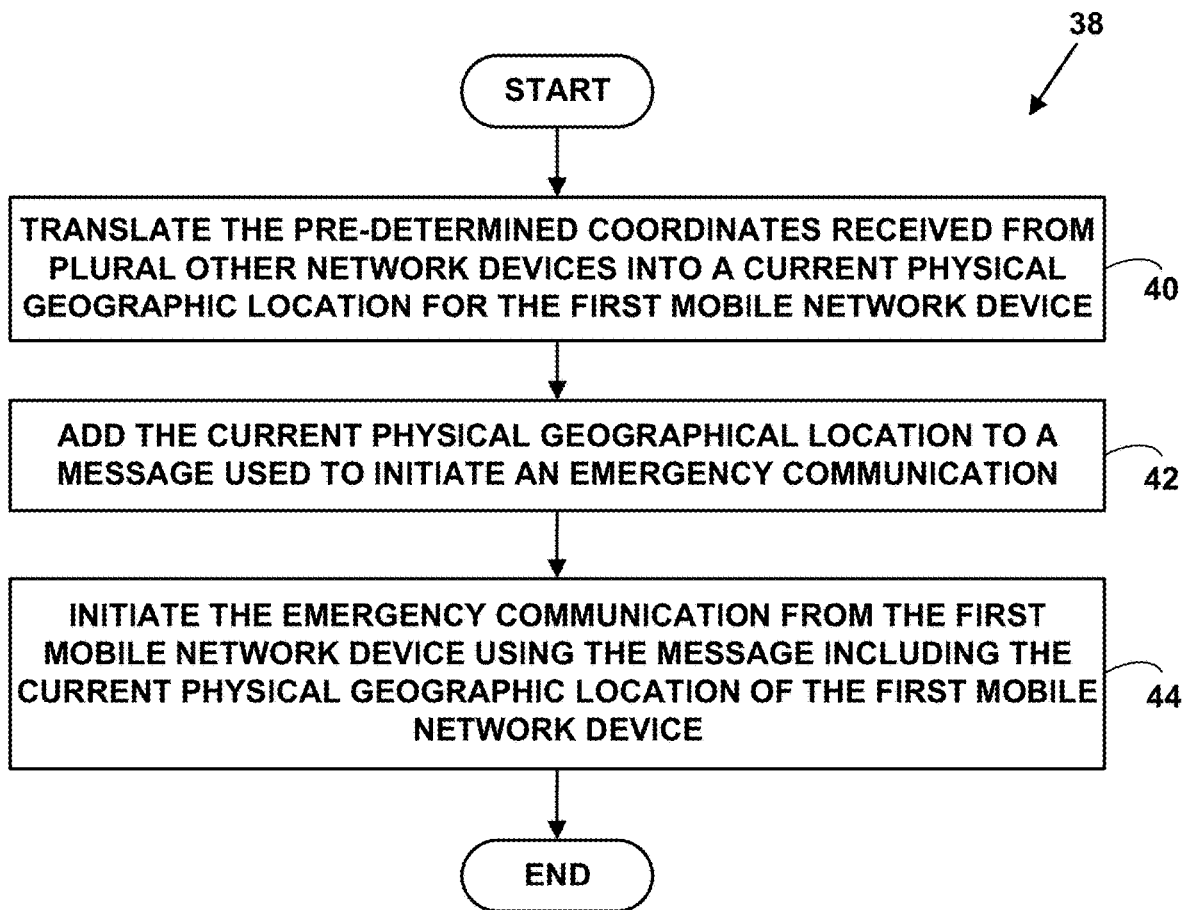 38
START
TRANSLATE THE PRE-DETERMINED COORDINATES RECEIVED FROM
PLURAL OTHER NETWORK DEVICES INTO A CURRENT PHYSICAL
GEOGRAPHIC LOCATION FOR THE FIRST MOBILE NETWORK DEVICE
40
ADD THE CURRENT PHYSICAL GEOGRAPHICAL LOCATION TO A
MESSAGE USED TO INITIATE AN EMERGENCY COMMUNICATION
42
INITIATE THE EMERGENCY COMMUNICATION FROM THE FIRST
MOBILE NETWORK DEVICE USING THE MESSAGE INCLUDING THE
CURRENT PHYSICAL GEOGRAPHIC LOCATION OF THE FIRST MOBILE
NETWORK DEVICE
44
END